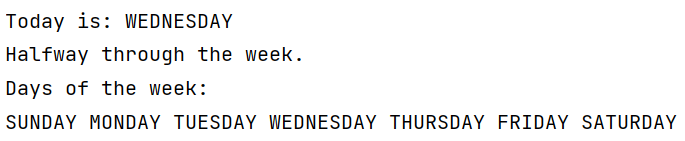 Today is: WEDNESDAY
Halfway through the week.
Days of the week:
SUNDAY MONDAY TUESDAY WEDNESDAY THURSDAY FRIDAY SATURDAY